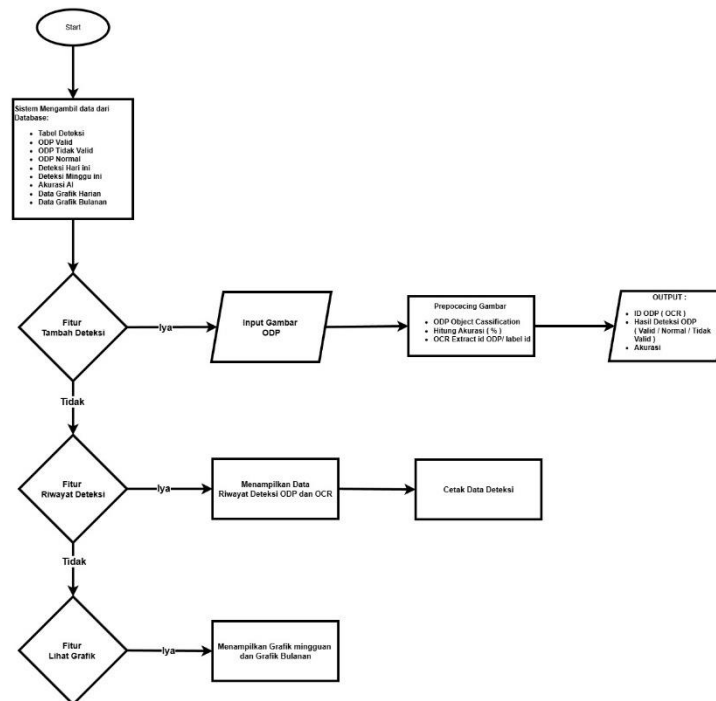 Start
Sistem Mengambil data dari
Database:
• Tabel Deteksi
• ODP Valid
• ODP Tidak Valid
• ODP Normal
• Deteksi Hari ini
• Deteksi Minggu ini
• Akurasi AI
• Data Grafik Harian
• Data Grafik Bulanan
Fitur
Tambah Deteksi
Iya
Input Gambar
ODP
Prepococing Gambar
• ODP Object Cassification
• Hitung Akurasi ( % )
• OCR Extract id ODP/ label id
OUTPUT :
• ID ODP ( OCR )
• Hasil Deteksi ODP
( Valid / Normal / Tidak
Valid )
• Akurasi
Tidak
Fitur
Riwayat Deteksi
Iya
Menampilkan Data
Riwayat Deteksi ODP dan OCR
Cetak Data Deteksi
Tidak
Fitur
Lihat Grafik
Iya
Menampilkan Grafik mingguan
dan Grafik Bulanan